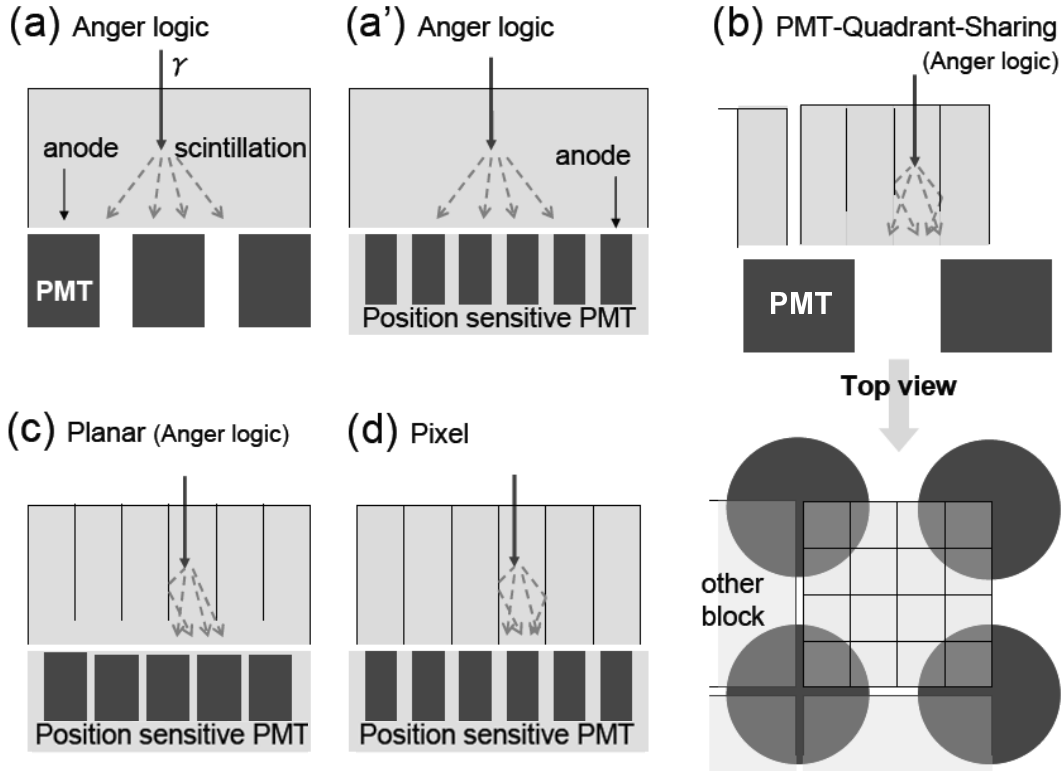 (a) Anger logic
γ
anode
scintillation
PMT
(a') Anger logic
anode
Position sensitive PMT
(b) PMT-Quadrant-Sharing
(Anger logic)
PMT
Top view
other
block
(c) Planar (Anger logic)
Position sensitive PMT
(d) Pixel
Position sensitive PMT